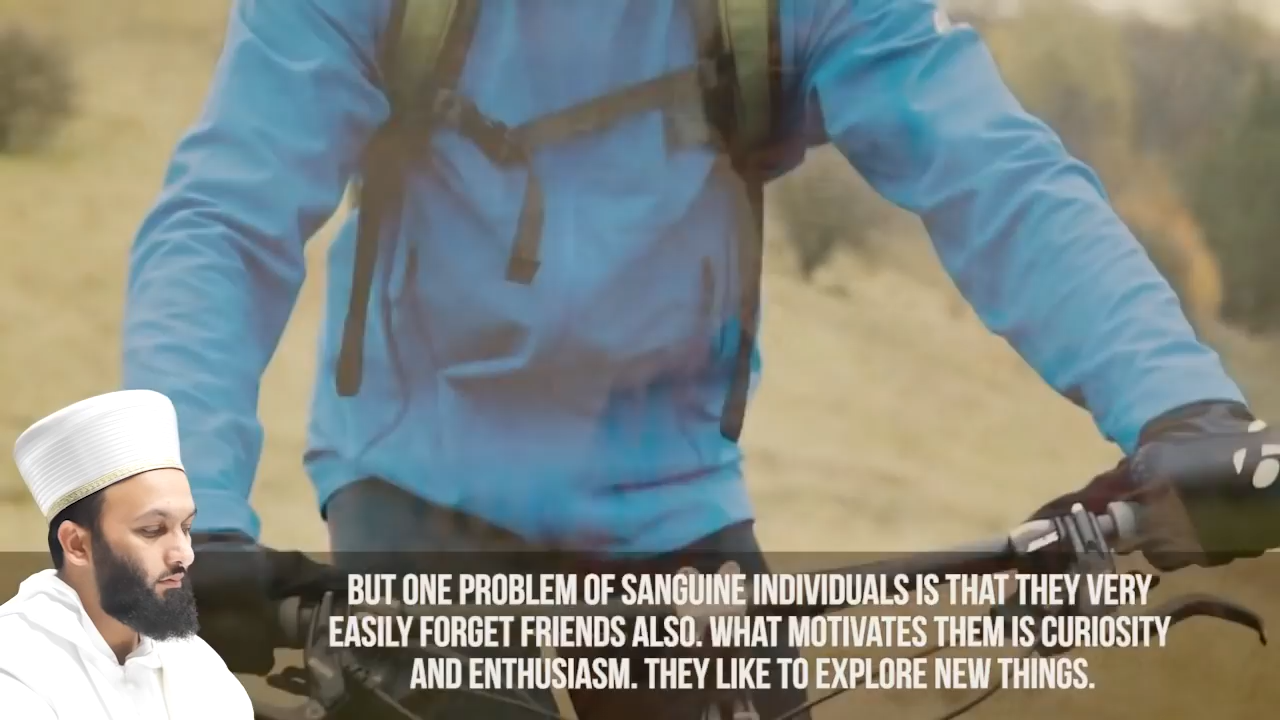 BUT ONE PROBLEM OF SANGUINE INDIVIDUALS IS THAT THEY VERY
EASILY FORGET FRIENDS ALSO. WHAT MOTIVATES THEM IS CURIOSITY
AND ENTHUSIASM. THEY LIKE TO EXPLORE NEW THINGS.